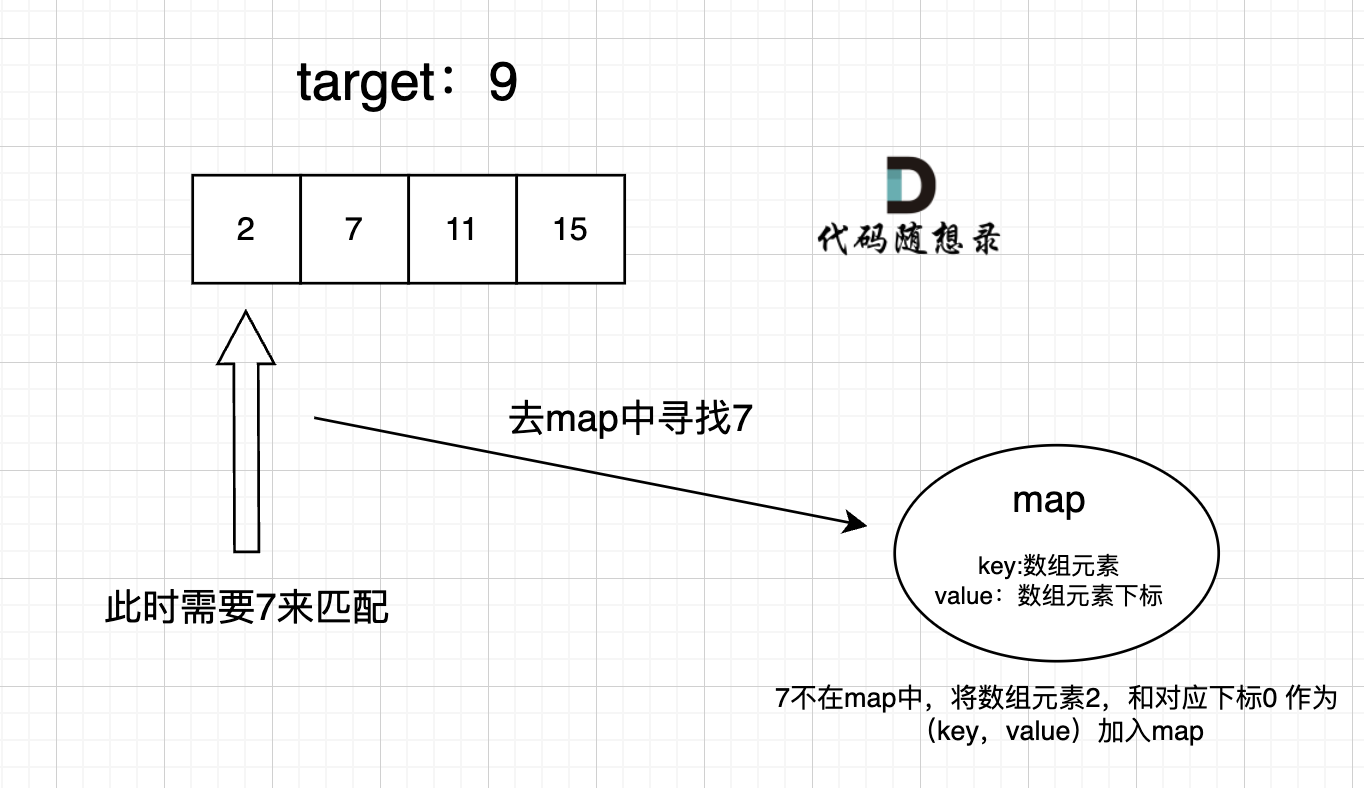 target：9
2 7 11 15
代码随想录
去map中寻找7
map
key:数组元素
value：数组元素下标
此时需要7来匹配
7不在map中，将数组元素2，和对应下标0 作为
（key，value）加入map